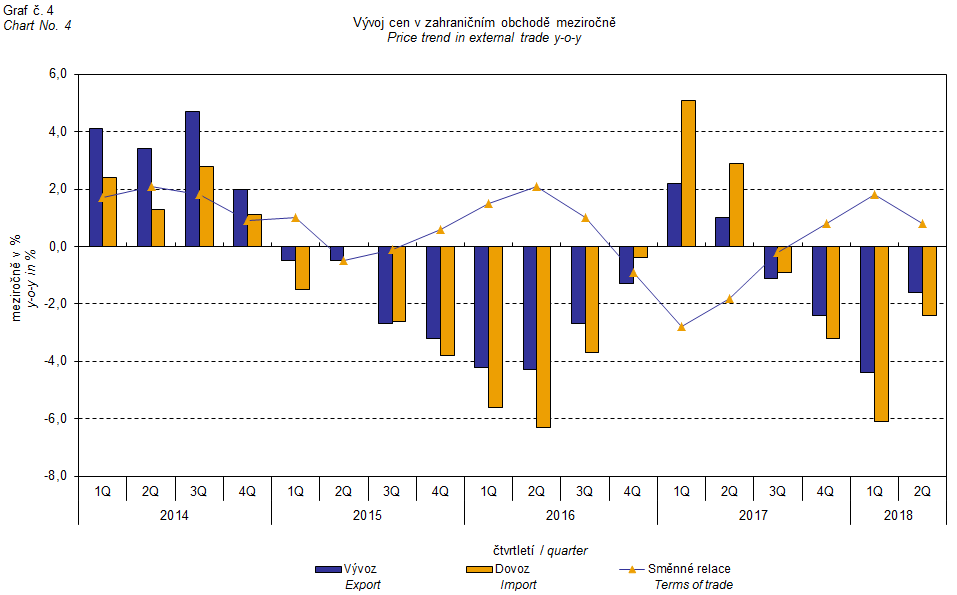 Graf č. 4
Chart No. 4
Vývoj cen v zahraničním obchodě meziročně
Price trend in external trade y-o-y
meziročně v %
y-o-y in %
6,0
4,0
2,0
0,0
-2,0
-4,0
-6,0
-8,0
1Q 2Q 3Q 4Q 1Q 2Q 3Q 4Q 1Q 2Q 3Q 4Q 1Q 2Q 3Q 4Q 1Q 2Q
2014 2015 2016 2017 2018
čtvrtletí / quarter
Vývoz Dovoz Směnné relace
Export Import Terms of trade